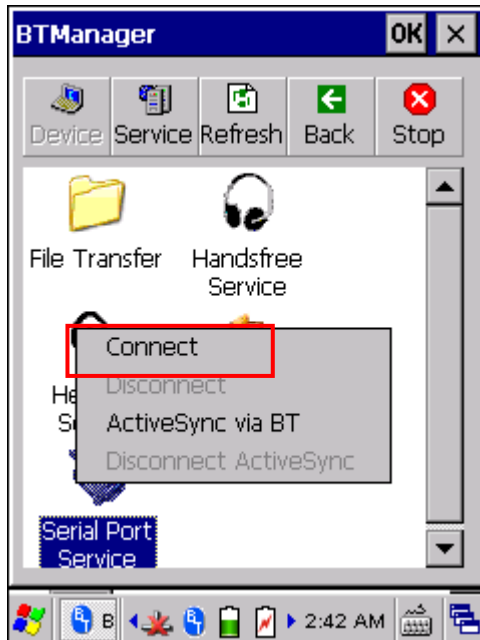 BTManager OK
Device Service Refresh Back Stop
File Transfer Handsfree
Service
Connect
Disconnect
ActiveSync via BT
Disconnect ActiveSync
Serial Port
Service
B 2:42 AM